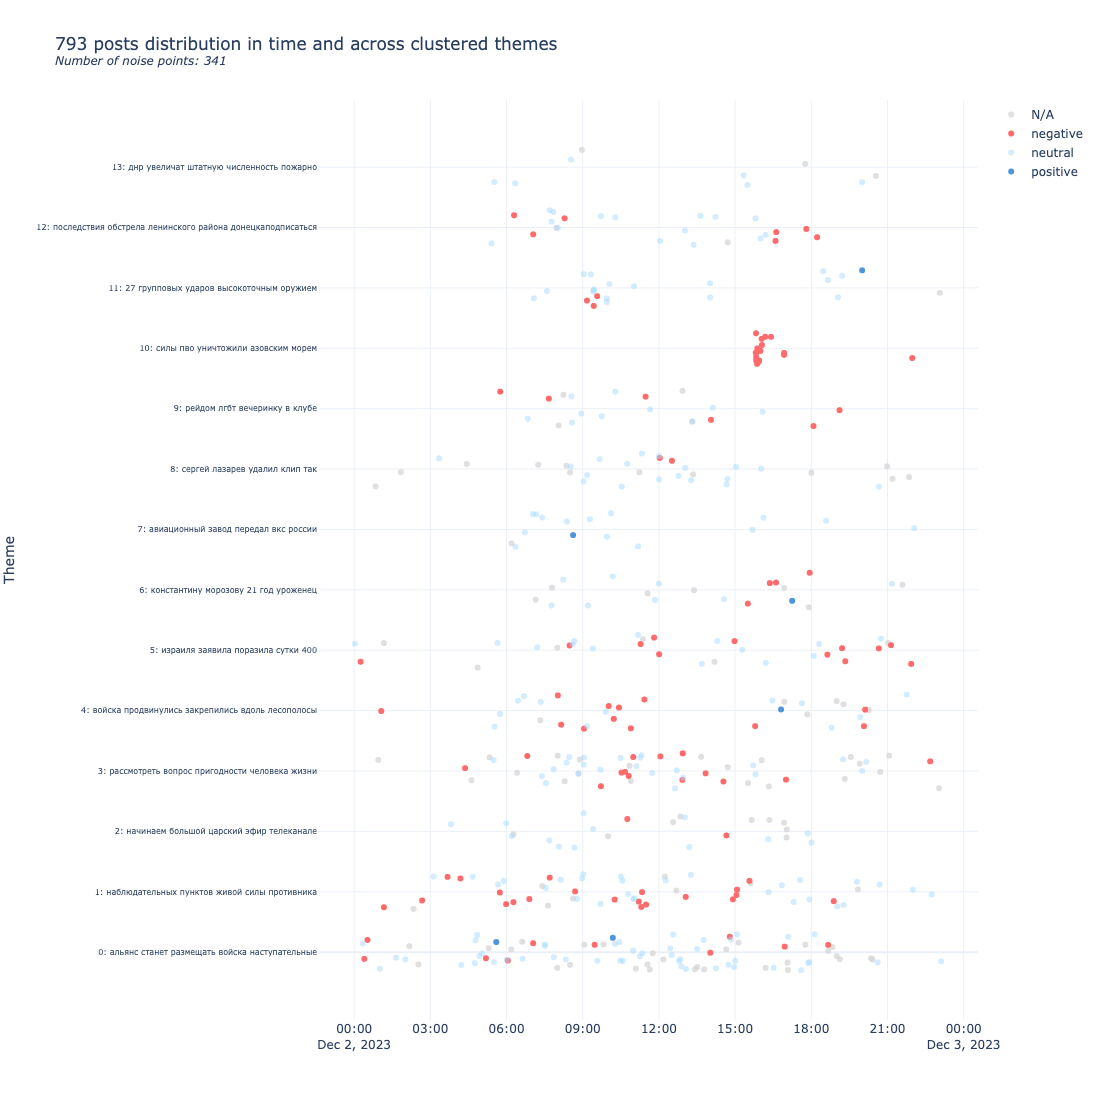 793 posts distribution in time and across clustered themes
Number of noise points: 341
N/A
negative
neutral
positive
Theme
13: днр увеличат штатную численность пожарно
12: последствия обстрела ленинского района донецкаподписаться
11: 27 групповых ударов высокоточным оружием
10: силы пво уничтожили азовским морем
9: рейдом лгбт вечеринку в клубе
8: сергей лазарев удалил клип так
7: авиационный завод передал вкс россии
6: константину морозову 21 год уроженец
5: израиля заявила поразила сутки 400
4: войска продвинулись закрепились вдоль лесополосы
3: рассмотреть вопрос пригодности человека жизни
2: начинаем большой царский эфир телеканале
1: наблюдательных пунктов живой силы противника
0: альянс станет размещать войска наступательные
00:00 03:00 06:00 09:00 12:00 15:00 18:00 21:00 00:00
Dec 2, 2023 Dec 3, 2023